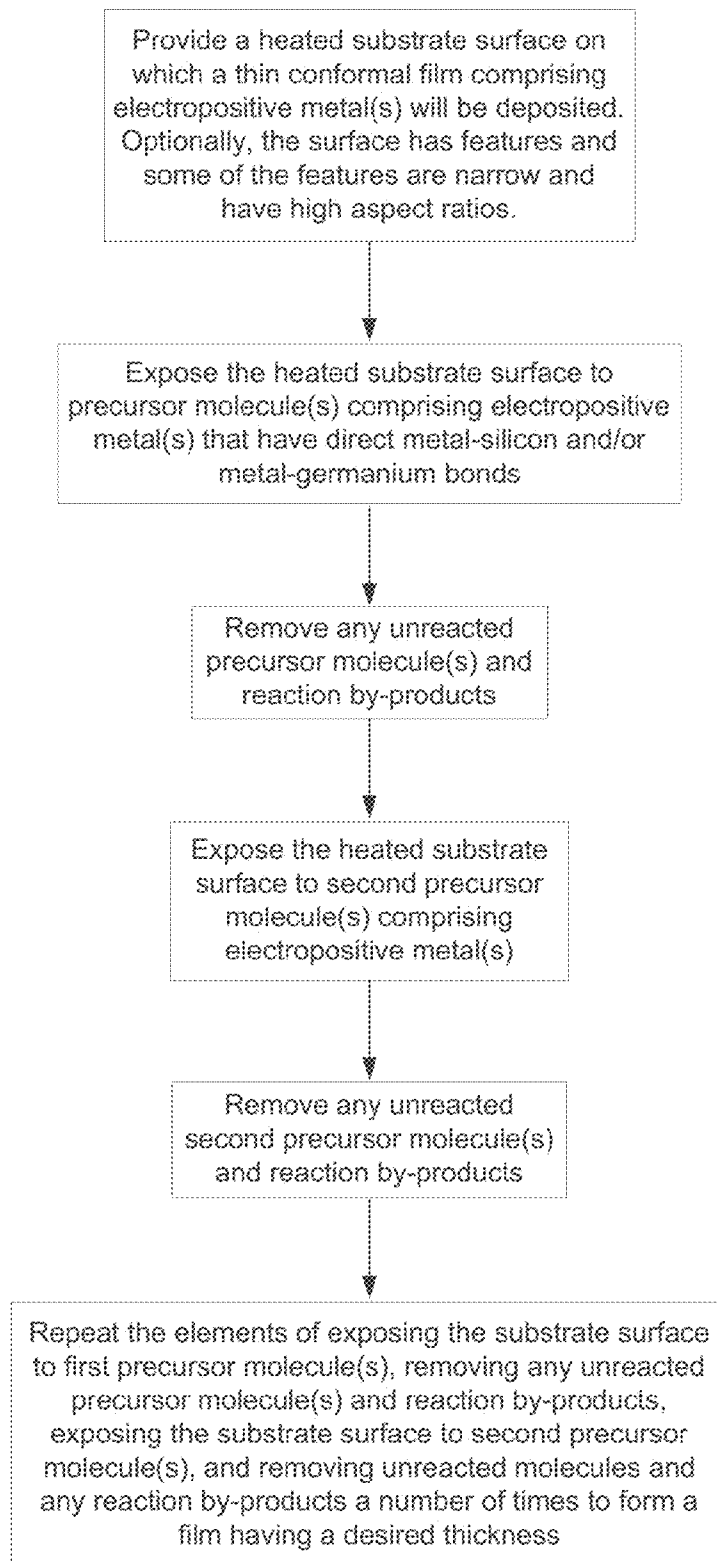 Provide a heated substrate surface on
which a thin conformal film comprising
electropositive metal(s) will be deposited.
Optionally, the surface has features and
some of the features are narrow and
have high aspect ratios.
Expose the heated substrate surface to
precursor molecule(s) comprising electropositive
metal(s) that have direct metal-silicon and/or
metal-germanium bonds
Remove any unreacted
precursor molecule(s) and
reaction by-products
Expose the heated substrate
surface to second precursor
molecule(s) comprising
electropositive metal(s)
Remove any unreacted
second precursor molecule(s)
and reaction by-products
Repeat the elements of exposing the substrate surface
to first precursor molecule(s), removing any unreacted
precursor molecule(s) and reaction by-products,
exposing the substrate surface to second precursor
molecule(s), and removing unreacted molecules and
any reaction by-products a number of times to form a
film having a desired thickness